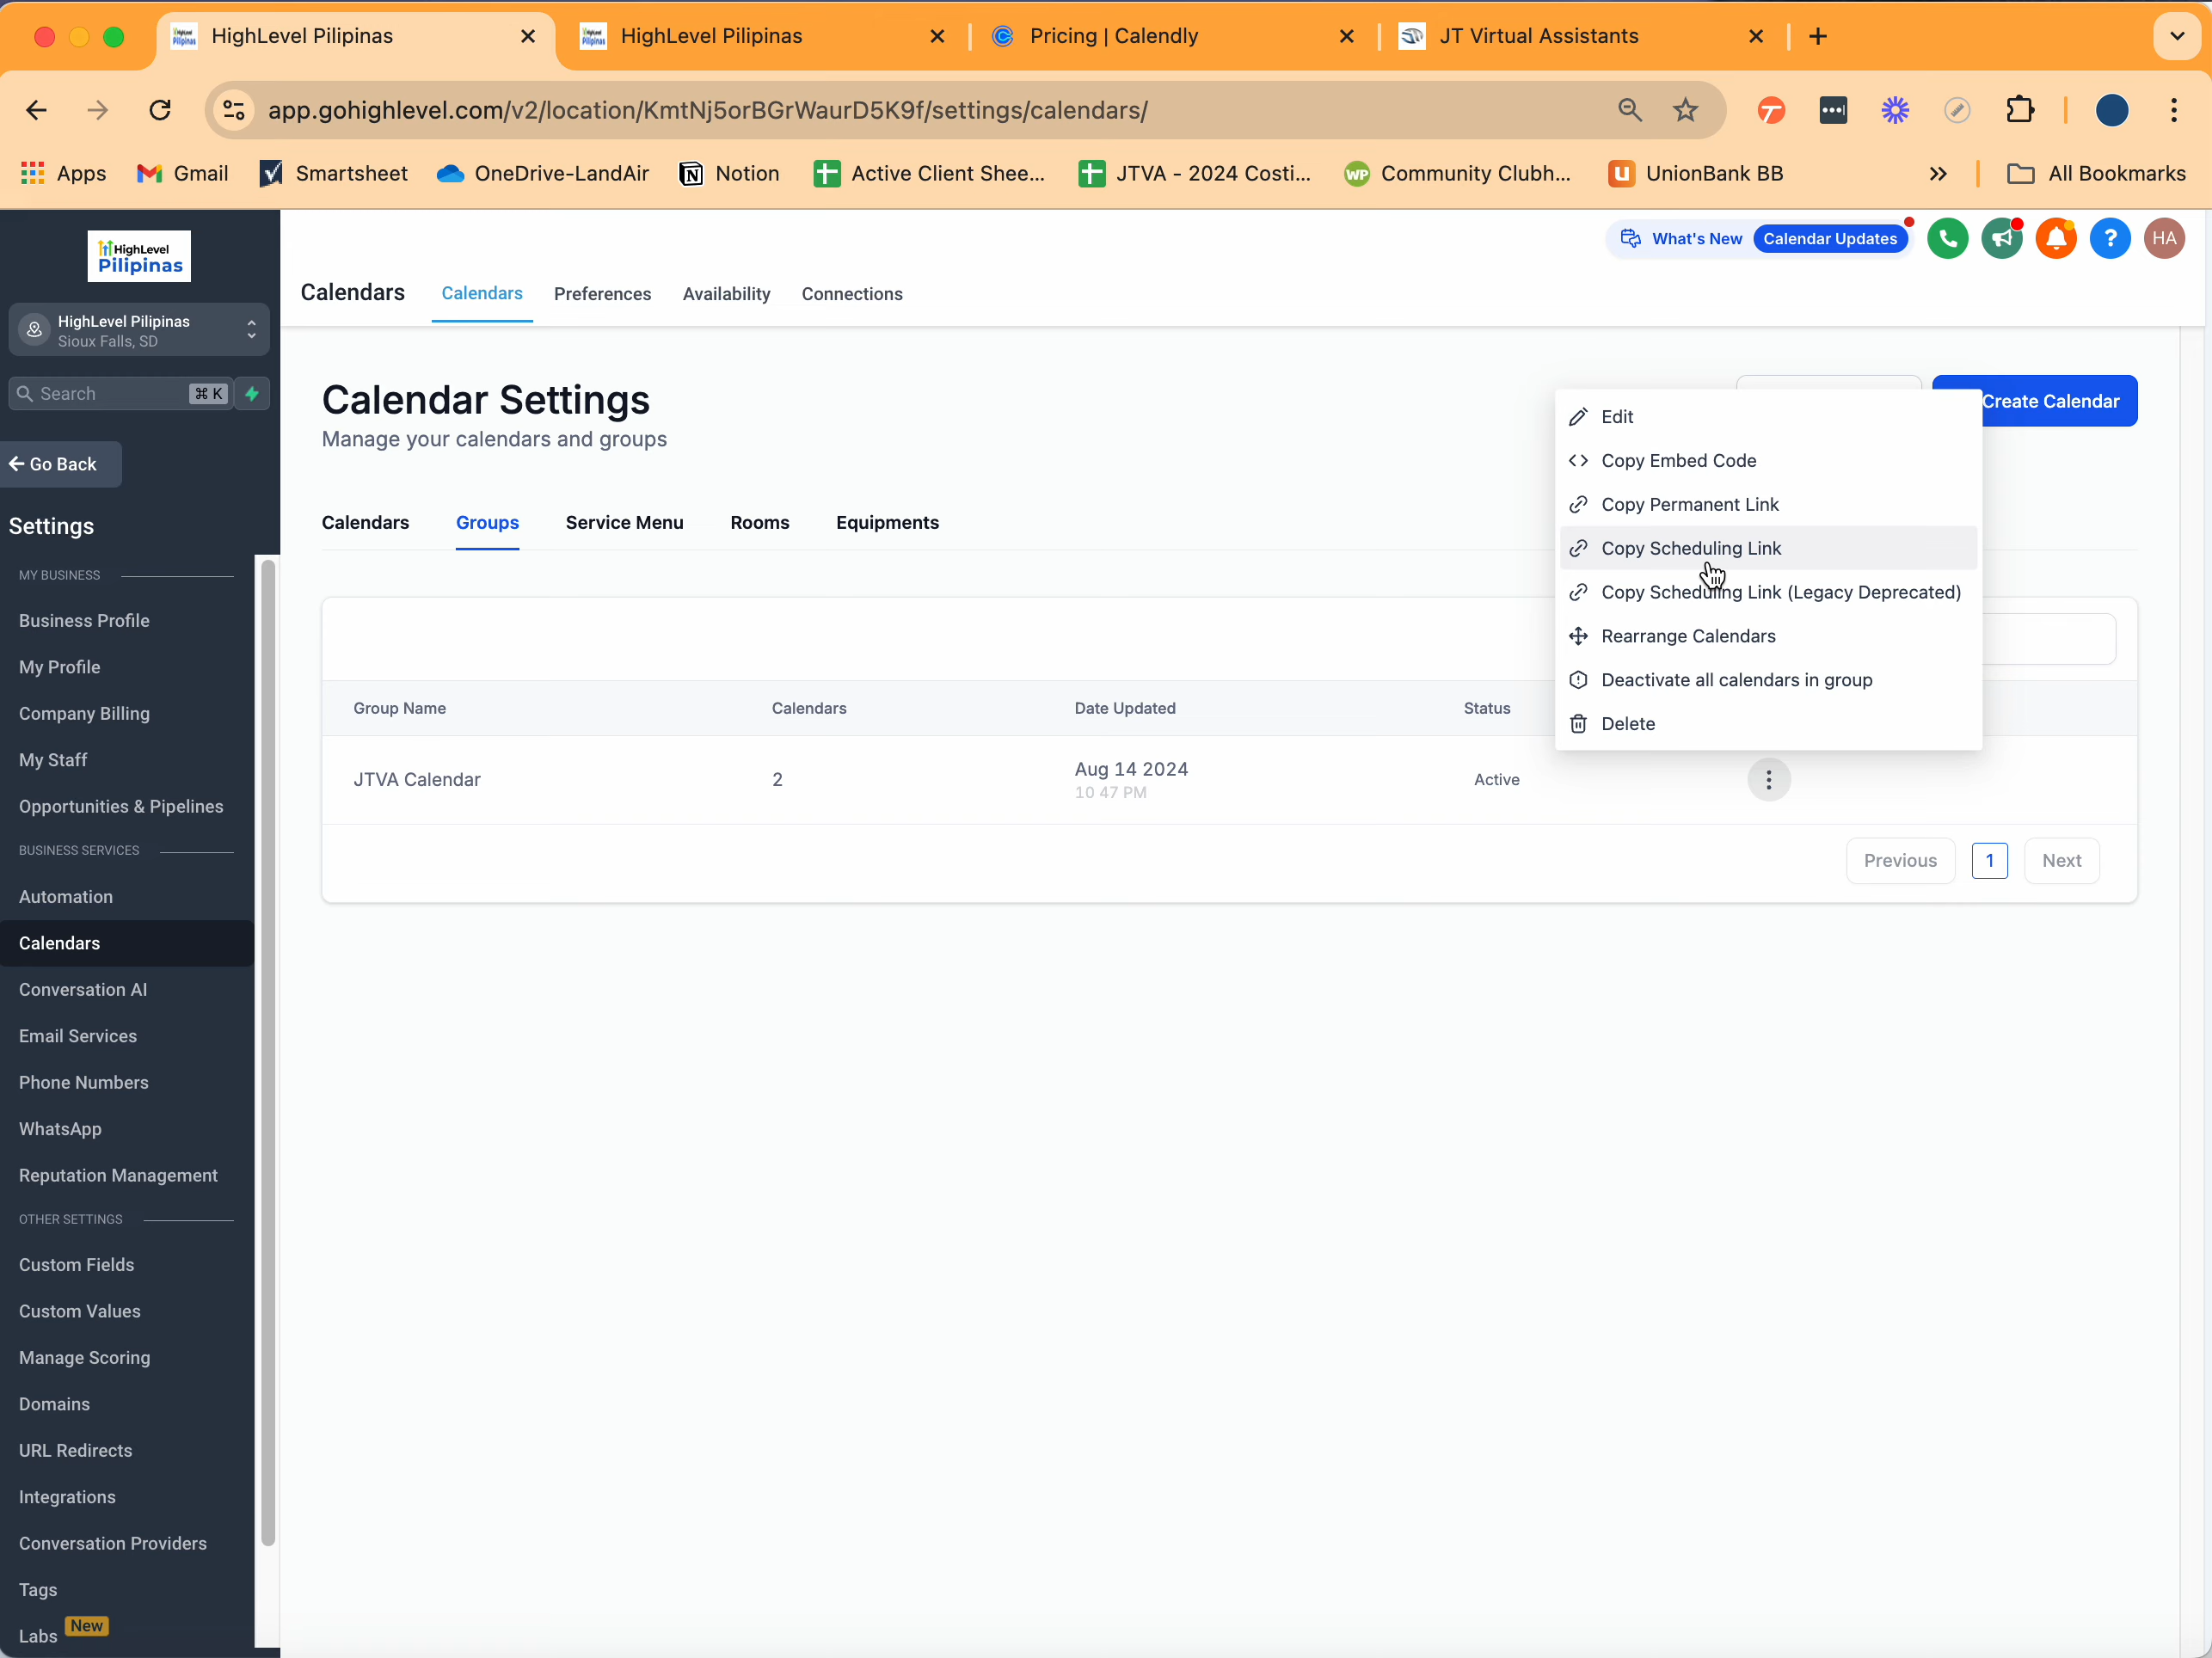 HighLevel Pilipinas
HighLevel Pilipinas
Pricing | Calendly
JT Virtual Assistants
app.gohighlevel.com/v2/location/KmtNj5orBGrWaurD5K9f/settings/calendars/
Apps
Gmail
Smartsheet
OneDrive-LandAir
Notion
Active Client Shee...
JTVA - 2024 Costi...
Community Clubh...
UnionBank BB
All Bookmarks
HighLevel
Pilipinas
HighLevel Pilipinas
Sioux Falls, SD
Search
⌘ K
Go Back
Settings
MY BUSINESS
Business Profile
My Profile
Company Billing
My Staff
Opportunities & Pipelines
BUSINESS SERVICES
Automation
Calendars
Conversation AI
Email Services
Phone Numbers
WhatsApp
Reputation Management
OTHER SETTINGS
Custom Fields
Custom Values
Manage Scoring
Domains
URL Redirects
Integrations
Conversation Providers
Tags
Labs
New
What's New
Calendar Updates
HA
Calendars
Calendars
Preferences
Availability
Connections
Calendar Settings
Manage your calendars and groups
Create Calendar
Calendars
Groups
Service Menu
Rooms
Equipments
Edit
Copy Embed Code
Copy Permanent Link
Copy Scheduling Link
Copy Scheduling Link (Legacy Deprecated)
Rearrange Calendars
Deactivate all calendars in group
Delete
Group Name
Calendars
Date Updated
Status
JTVA Calendar
2
Aug 14 2024
10 47 PM
Active
Previous
1
Next